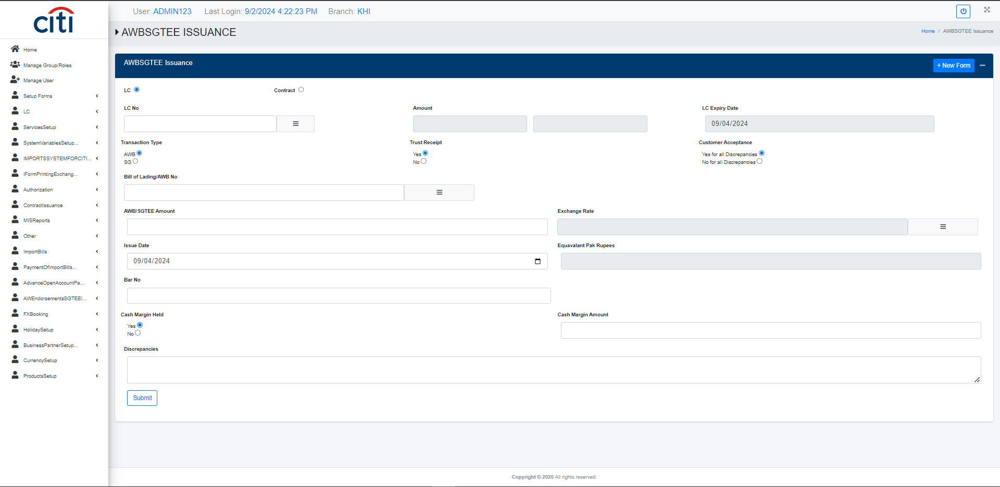 citi
User: ADMIN123 Last Login: 9/2/2024 4:22:23 PM Branch: KHI
AWBSGTEE ISSUANCE
Home / AWBSGTEE Issuance
Home
Manage Group/Roles
Manage User
Setup Forms
LC
ServicesSetup
SystemVariablesSetup...
IMPORTSSYSTEMFORCITI...
IFormPrintingExchang...
Authorization
ContractIssuance
MISReports
Other
ImportBills
PaymentOfImportBills...
AdvanceOpenAccountPa...
AWEndorsementsSGTEEI...
FXBooking
HolidaySetup
BusinessPartnerSetup...
CurrencySetup
ProductsSetup
AWBSGTEE Issuance
+ New Form
LC Contract
LC No Amount LC Expiry Date
09/04/2024
Transaction Type Trust Receipt Customer Acceptance
AWB Yes Yes for all Discrepancies
SG No No for all Discrepancies
Bill of Lading/AWB No
AWB/SGTEE Amount Exchange Rate
Issue Date Equavalant Pak Rupees
09/04/2024
Bar No
Cash Margin Held Cash Margin Amount
Yes
No
Discrepancies
Submit
Copyright © 2020 All rights reserved.